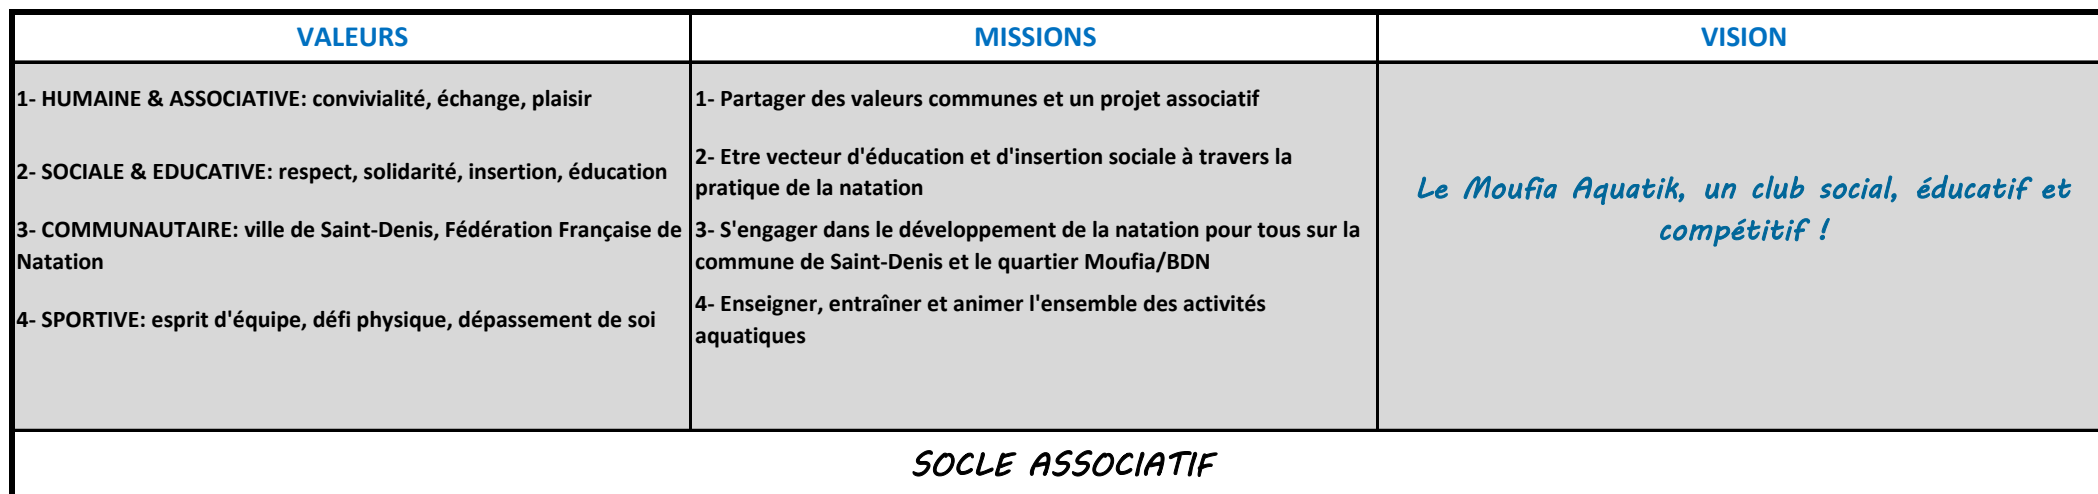 VALEURS
MISSIONS
VISION
1- HUMAINE & ASSOCIATIVE: convivialité, échange, plaisir
2- SOCIALE & EDUCATIVE: respect, solidarité, insertion, éducation
3- COMMUNAUTAIRE: ville de Saint-Denis, Fédération Française de
Natation
4- SPORTIVE: esprit d'équipe, défi physique, dépassement de soi
1- Partager des valeurs communes et un projet associatif
2- Etre vecteur d'éducation et d'insertion sociale à travers la
pratique de la natation
3- S'engager dans le développement de la natation pour tous sur la
commune de Saint-Denis et le quartier Moufia/BDN
4- Enseigner, entraîner et animer l'ensemble des activités
aquatiques
Le Moufia Aquatik, un club social, éducatif et
compétitif !
SOCLE ASSOCIATIF